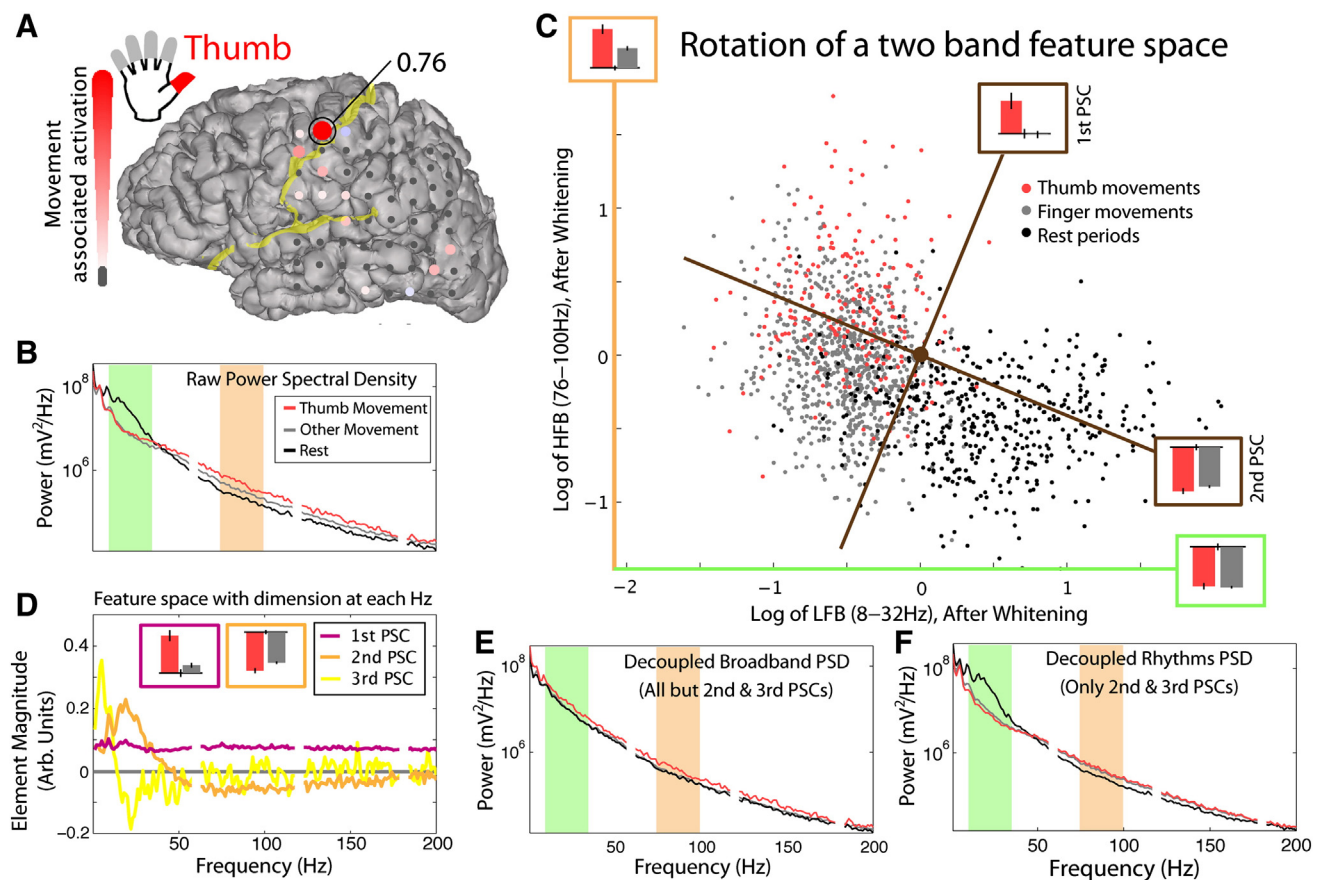 A
Thumb
0.76
Movement
associated activation
B
Raw Power Spectral Density
Thumb Movement
Other Movement
Rest
10⁸
10⁶
Power (mV²/Hz)
C
Rotation of a two band feature space
1st PSC
Thumb movements
Finger movements
Rest periods
2nd PSC
Log of HFB (76–100Hz), After Whitening
1
0
−1
−2
−1
0
1
Log of LFB (8–32Hz), After Whitening
D
Feature space with dimension at each Hz
1st PSC
2nd PSC
3rd PSC
Element Magnitude
(Arb. Units)
0.4
0.2
0
−0.2
50
100
150
200
Frequency (Hz)
E
Decoupled Broadband PSD
(All but 2nd & 3rd PSCs)
Power (mV²/Hz)
10⁸
10⁶
50
100
150
200
Frequency (Hz)
F
Decoupled Rhythms PSD
(Only 2nd & 3rd PSCs)
Power (mV²/Hz)
10⁸
10⁶
50
100
150
200
Frequency (Hz)